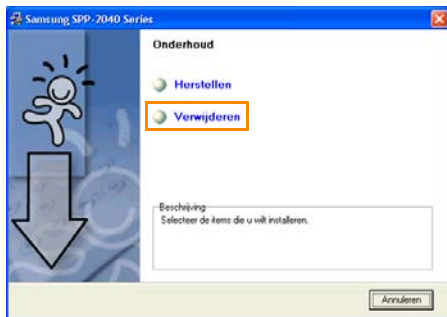 Samsung SPP-2040 Series
Onderhoud
Herstellen
Verwijderen
Beschrijving
Selecteer de items die u wilt installeren.
Annuleren